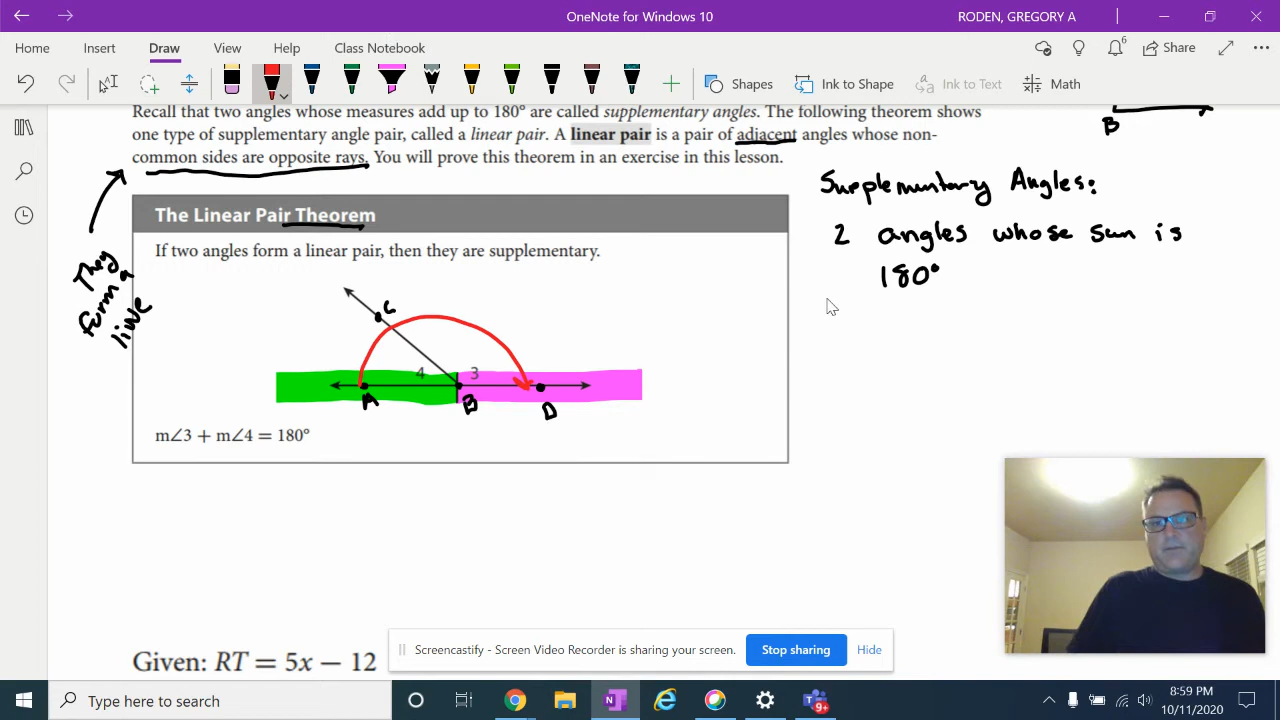 OneNote for Windows 10
RODEN, GREGORY A
Home Insert Draw View Help Class Notebook
6
Share
Shapes
Ink to Shape
Ink to Text
Math
Recall that two angles whose measures add up to 180° are called supplementary angles. The following theorem shows
one type of supplementary angle pair, called a linear pair. A linear pair is a pair of adjacent angles whose non-
common sides are opposite rays. You will prove this theorem in an exercise in this lesson.
B
The Linear Pair Theorem
If two angles form a linear pair, then they are supplementary.
They
form a
line
C
4 3
A B D
m∠3 + m∠4 = 180°
Supplementary Angles:
2 angles whose sum is
180°
Given: RT = 5x − 12
Screencastify - Screen Video Recorder is sharing your screen.
Stop sharing
Hide
Type here to search
9+
8:59 PM
10/11/2020